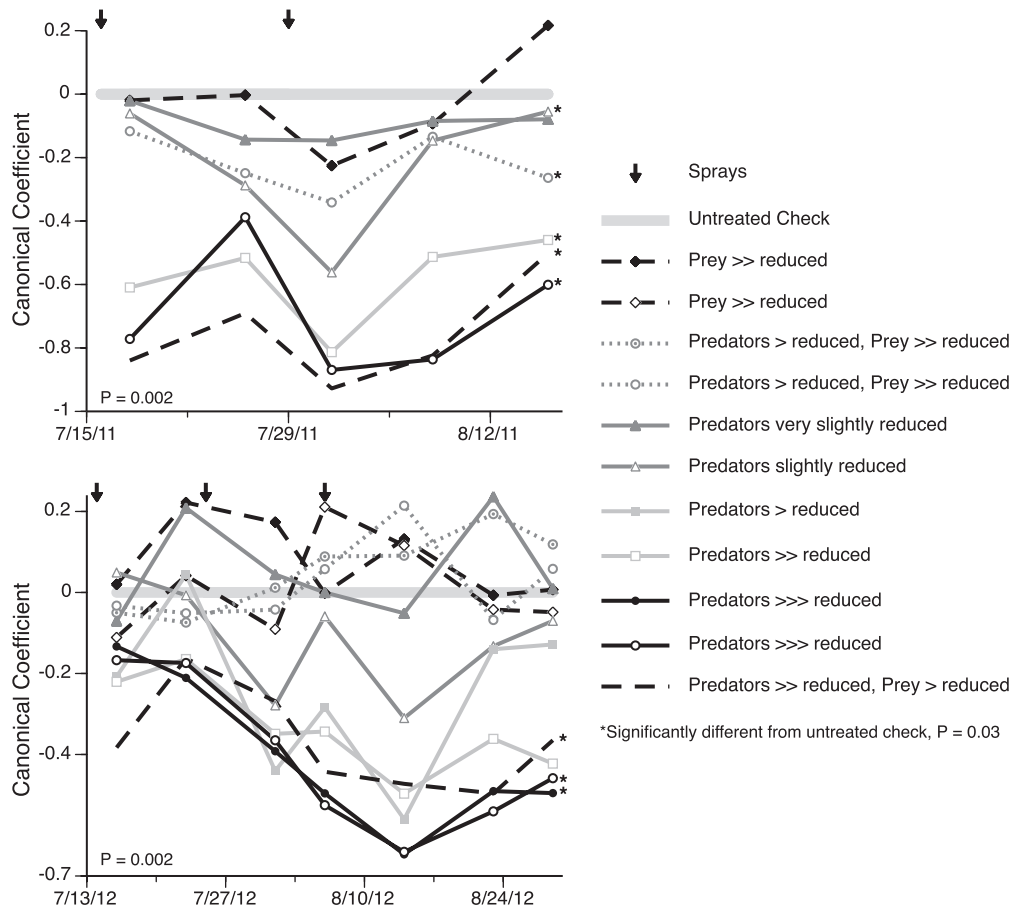 0.2
0
-0.2
-0.4
-0.6
-0.8
-1
Canonical Coefficient
*
*
*
*
*
P = 0.002
7/15/11
7/29/11
8/12/11
0.2
0
-0.2
-0.4
-0.7
Canonical Coefficient
*
*
*
P = 0.002
7/13/12
7/27/12
8/10/12
8/24/12
Sprays
Untreated Check
Prey >> reduced
Prey >> reduced
Predators > reduced, Prey >> reduced
Predators > reduced, Prey >> reduced
Predators very slightly reduced
Predators slightly reduced
Predators > reduced
Predators >> reduced
Predators >>> reduced
Predators >>> reduced
Predators >> reduced, Prey > reduced
*Significantly different from untreated check, P = 0.03